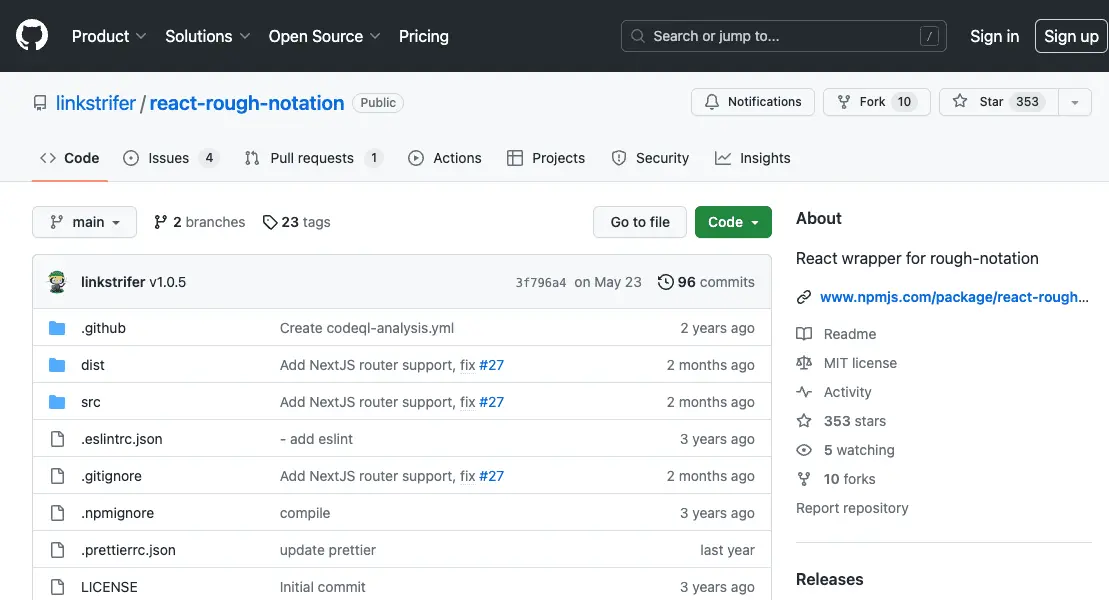 Product Solutions Open Source Pricing Search or jump to... / Sign in Sign up
linkstrifer / react-rough-notation Public Notifications Fork 10 Star 353
Code Issues 4 Pull requests 1 Actions Projects Security Insights
main 2 branches 23 tags Go to file Code
linkstrifer v1.0.5 3f796a4 on May 23 96 commits
.github Create codeql-analysis.yml 2 years ago
dist Add NextJS router support, fix #27 2 months ago
src Add NextJS router support, fix #27 2 months ago
.eslintrc.json - add eslint 3 years ago
.gitignore Add NextJS router support, fix #27 2 months ago
.npmignore compile 3 years ago
.prettierrc.json update prettier last year
LICENSE Initial commit 3 years ago
About
React wrapper for rough-notation
www.npmjs.com/package/react-rough...
Readme
MIT license
Activity
353 stars
5 watching
10 forks
Report repository
Releases